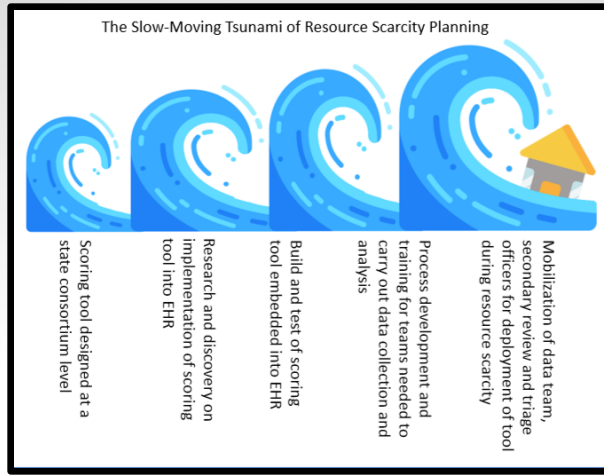 The Slow-Moving Tsunami of Resource Scarcity Planning
Scoring tool designed at a
state consortium level
Research and discovery on
implementation of scoring
tool into EHR
Build and test of scoring
tool embedded into EHR
Process development and
training for teams needed to
carry out data collection and
analysis
Mobilization of data team,
secondary review and triage
officers for deployment of tool
during resource scarcity